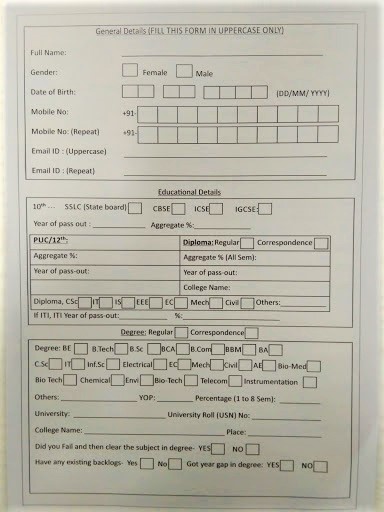 General Details (FILL THIS FORM IN UPPERCASE ONLY)
Full Name:
Gender: Female Male
Date of Birth: (DD/MM/ YYYY)
Mobile No: +91-
Mobile No: (Repeat) +91-
Email ID : (Uppercase)
Email ID : (Repeat)
Educational Details
10th --- SSLC (State board) CBSE ICSE IGCSE:
Year of pass out : Aggregate %:
PUC/12th: Diploma: Regular Correspondence
Aggregate %: Aggregate % (All Sem):
Year of pass-out: Year of pass-out:
College Name:
Diploma, CSc IT IS EEE EC Mech Civil Others:
If ITI, ITI Year of pass-out: %:
Degree: Regular Correspondence
Degree: BE B.Tech B.Sc BCA B.Com BBM BA
C.Sc IT Inf.Sc Electrical EC Mech Civil AE Bio-Med
Bio Tech Chemical Envi Bio-Tech Telecom Instrumentation
Others: YOP: Percentage (1 to 8 Sem):
University: University Roll (USN) No:
College Name: Place:
Did you Fail and then clear the subject in degree- YES NO
Have any existing backlogs- Yes No Got year gap in degree: YES NO